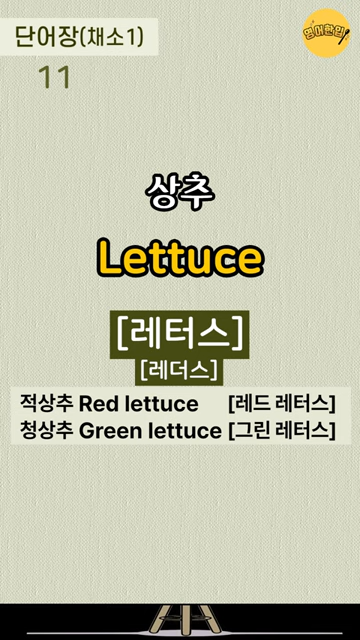 단어장(채소1)
영어한입
11
상추
Lettuce
[레터스]
[레더스]
적상추 Red lettuce [레드 레터스]
청상추 Green lettuce [그린 레터스]